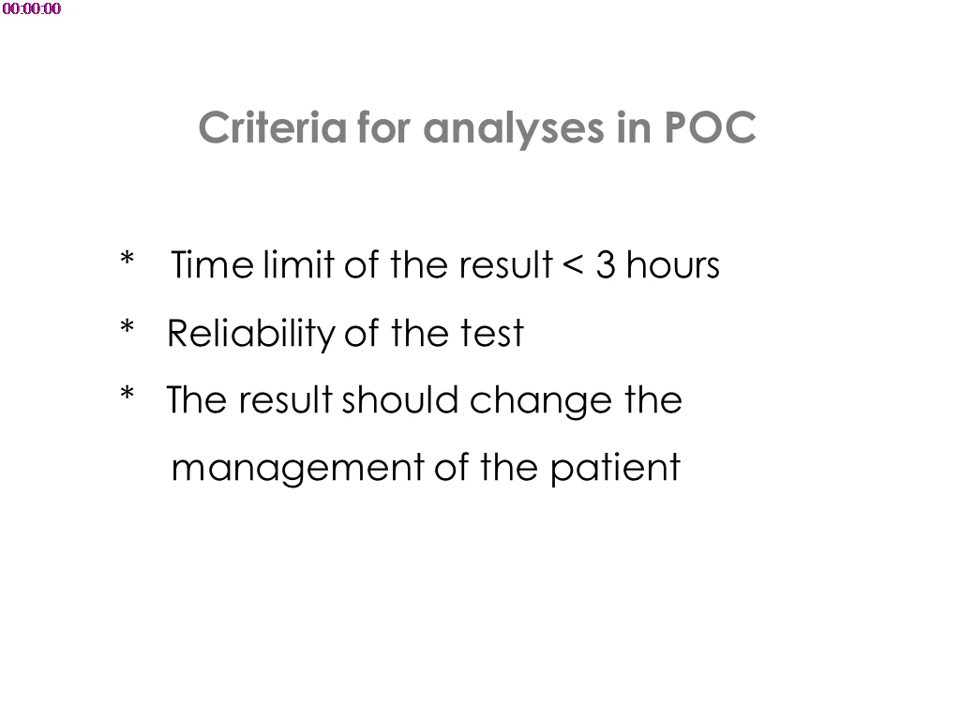 00:00:00
Criteria for analyses in POC
* Time limit of the result < 3 hours
* Reliability of the test
* The result should change the
management of the patient